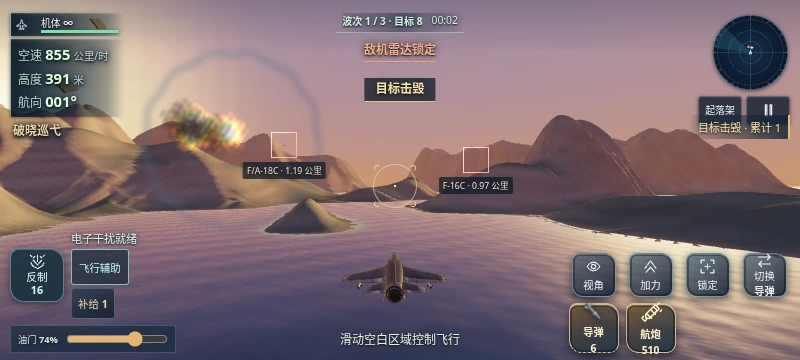 机体 ∞
波次 1 / 3 · 目标 8 00:02
敌机雷达锁定
目标击毁
空速 855 公里/时
高度 391 米
航向 001°
破晓巡弋
起落架
目标击毁 · 累计 1
F/A-18C · 1.19 公里
F-16C · 0.97 公里
电子干扰就绪
反制
16
飞行辅助
补给 1
油门 74%
滑动空白区域控制飞行
视角
加力
锁定
切换
导弹
导弹
6
航炮
510